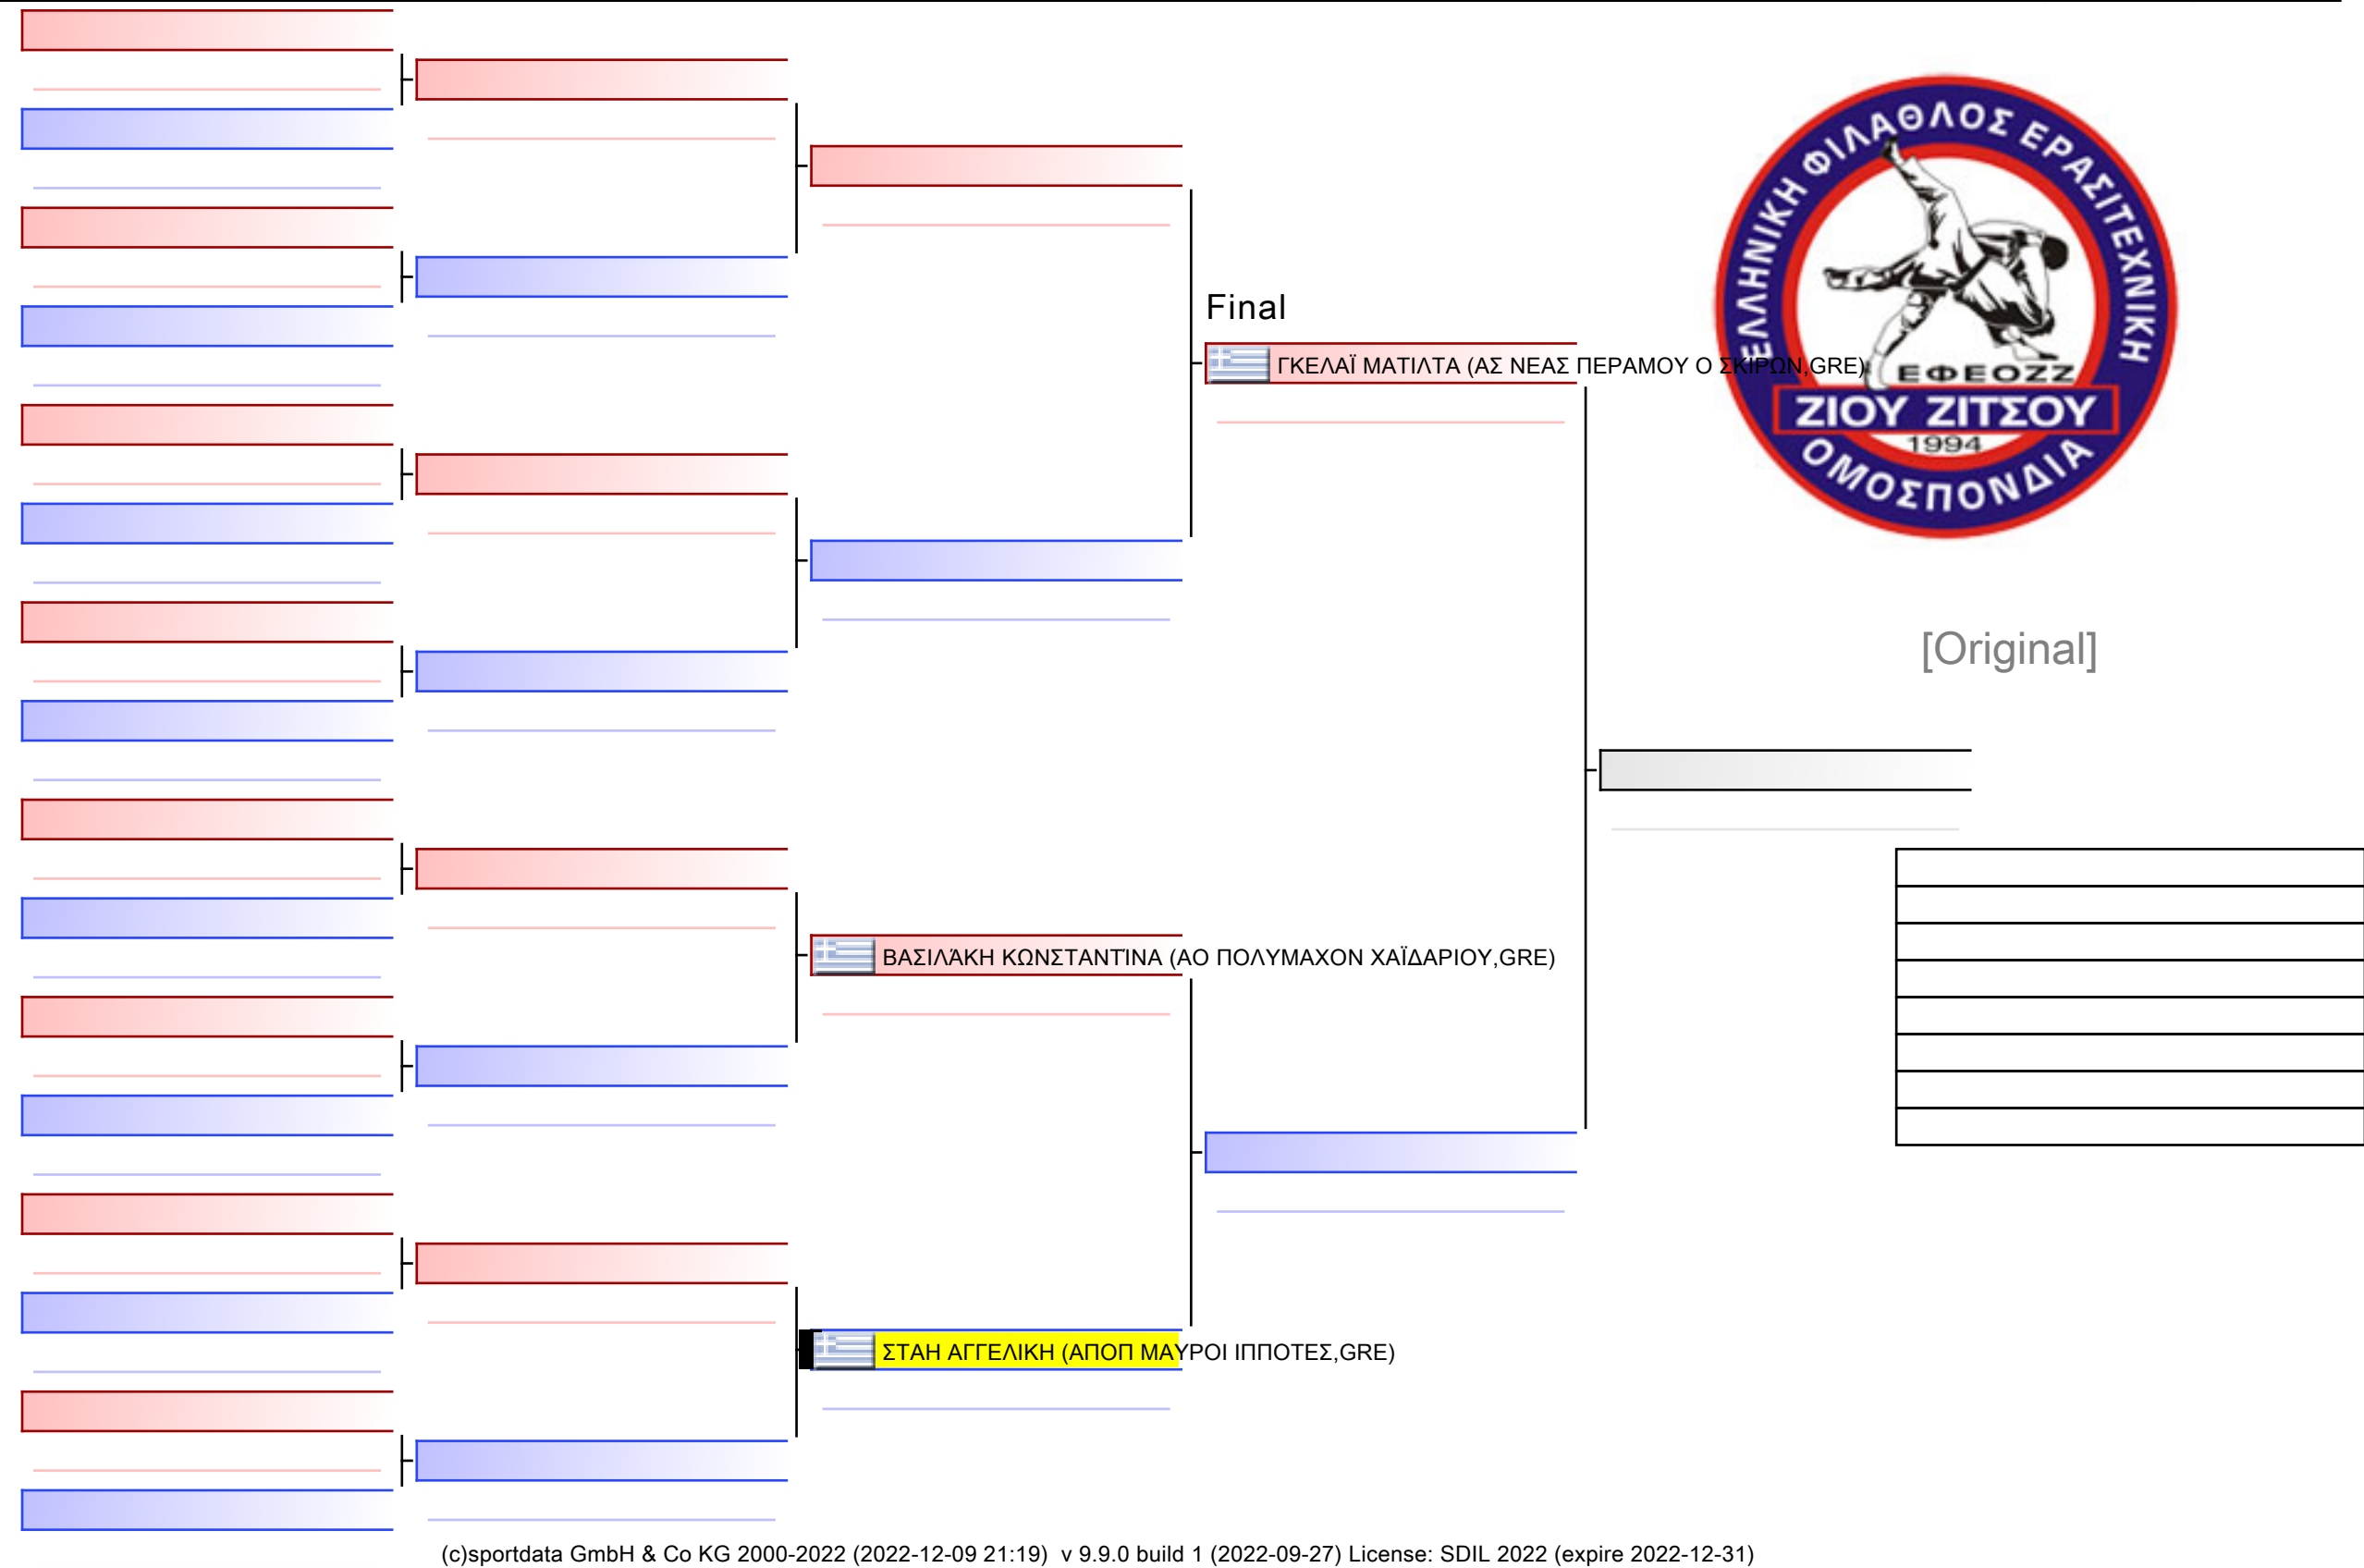 ΕΛΛΗΝΙΚΗ ΦΙΛΑΘΛΟΣ ΕΡΑΣΙΤΕΧΝΙΚΗ
Final
ΓΚΕΛΑΪ ΜΑΤΙΛΤΑ (ΑΣ ΝΕΑΣ ΠΕΡΑΜΟΥ Ο ΣΚΙΡΩΝ,GRE)
ΕΦΕΟΖΖ
ΖΙΟΥ ΖΙΤΣΟΥ
1994
ΟΜΟΣΠΟΝΔΙΑ
[Original]
ΒΑΣΙΛΆΚΗ ΚΩΝΣΤΑΝΤΊΝΑ (ΑΟ ΠΟΛΥΜΑΧΟΝ ΧΑΪΔΑΡΙΟΥ,GRE)
ΣΤΑΗ ΑΓΓΕΛΙΚΗ (ΑΠΟΠ ΜΑΥΡΟΙ ΙΠΠΟΤΕΣ,GRE)
(c)sportdata GmbH & Co KG 2000-2022 (2022-12-09 21:19) v 9.9.0 build 1 (2022-09-27) License: SDIL 2022 (expire 2022-12-31)